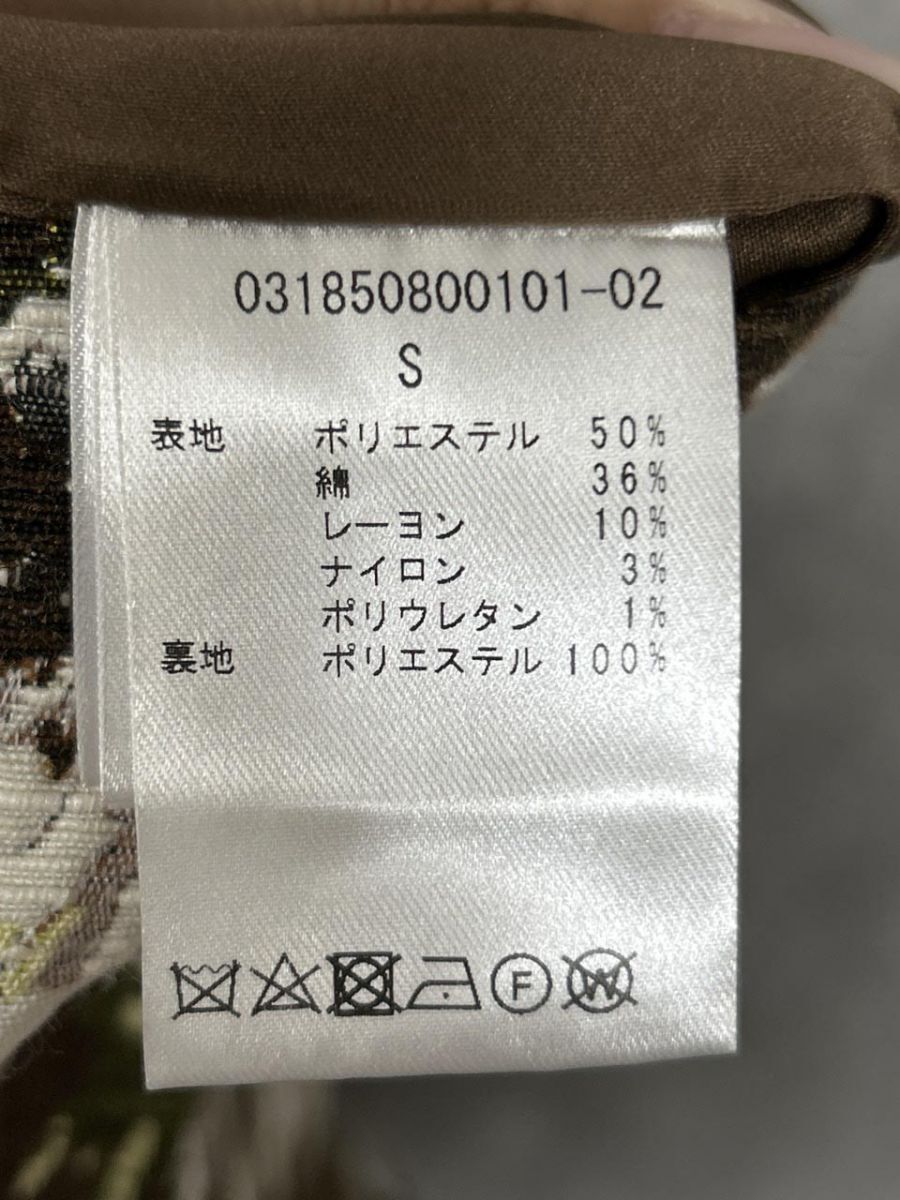 031850800101-02
S
表地 ポリエステル 50%
綿 36%
レーヨン 10%
ナイロン 3%
ポリウレタン 1%
裏地 ポリエステル 100%
F W